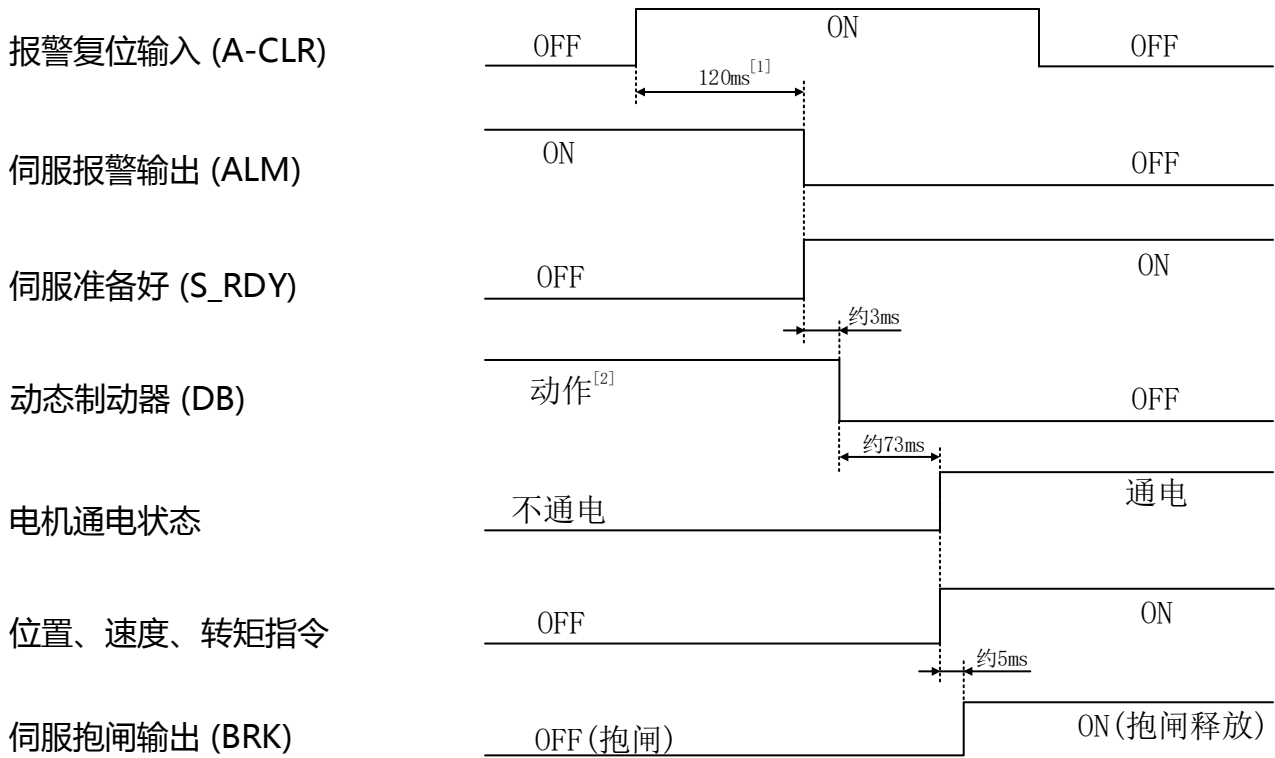 报警复位输入 (A-CLR) OFF ON OFF
120ms[1]
伺服报警输出 (ALM) ON OFF
伺服准备好 (S_RDY) OFF ON
约3ms
动态制动器 (DB) 动作[2] OFF
约73ms
电机通电状态 不通电 通电
位置、速度、转矩指令 OFF ON
约5ms
伺服抱闸输出 (BRK) OFF(抱闸) ON(抱闸释放)